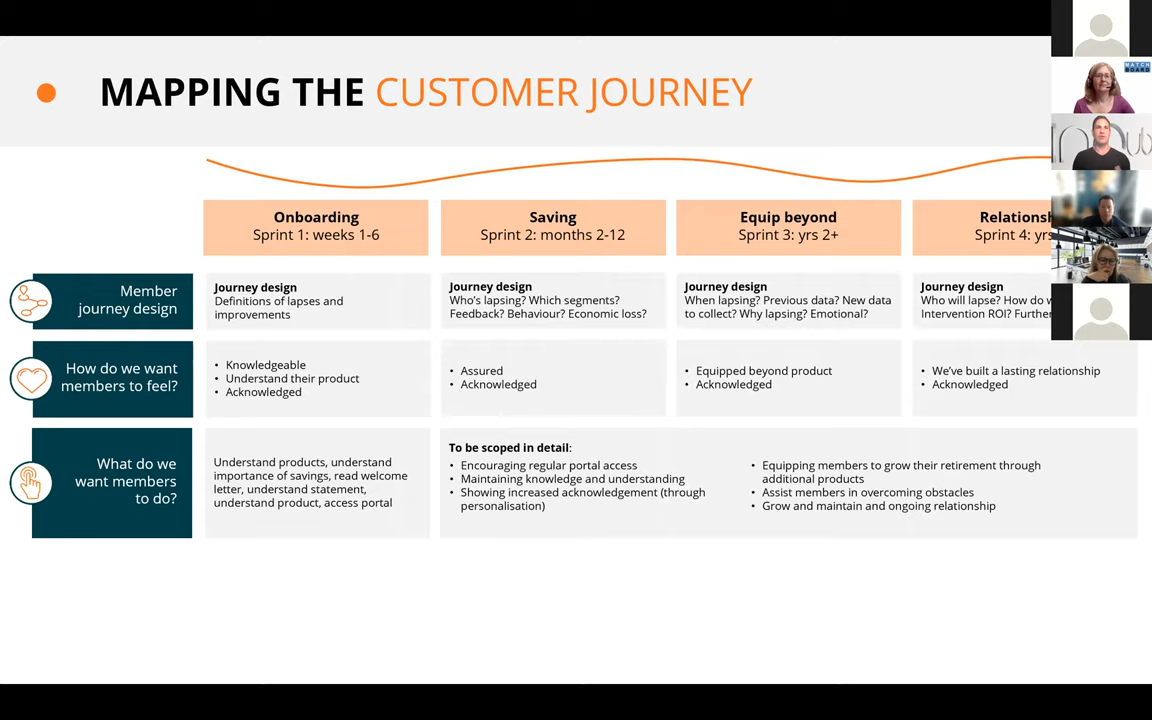 MAPPING THE CUSTOMER JOURNEY
MATCH
BOARD
Onboarding
Sprint 1: weeks 1-6
Saving
Sprint 2: months 2-12
Equip beyond
Sprint 3: yrs 2+
Sprint 4: yrs
Member
journey design
Journey design
Definitions of lapses and
improvements
Journey design
Who's lapsing? Which segments?
Feedback? Behaviour? Economic loss?
Journey design
When lapsing? Previous data? New data
to collect? Why lapsing? Emotional?
Journey design
Who will lapse? How do
Intervention ROI?
How do we want
members to feel?
• Knowledgeable
• Understand their product
• Acknowledged
• Assured
• Acknowledged
• Equipped beyond product
• Acknowledged
• We've built a lasting relationship
• Acknowledged
What do we
want members
to do?
Understand products, understand
importance of savings, read welcome
letter, understand statement,
understand product, access portal
To be scoped in detail:
• Encouraging regular portal access
• Maintaining knowledge and understanding
• Showing increased acknowledgement (through
personalisation)
• Equipping members to grow their retirement through
additional products
• Assist members in overcoming obstacles
• Grow and maintain and ongoing relationship